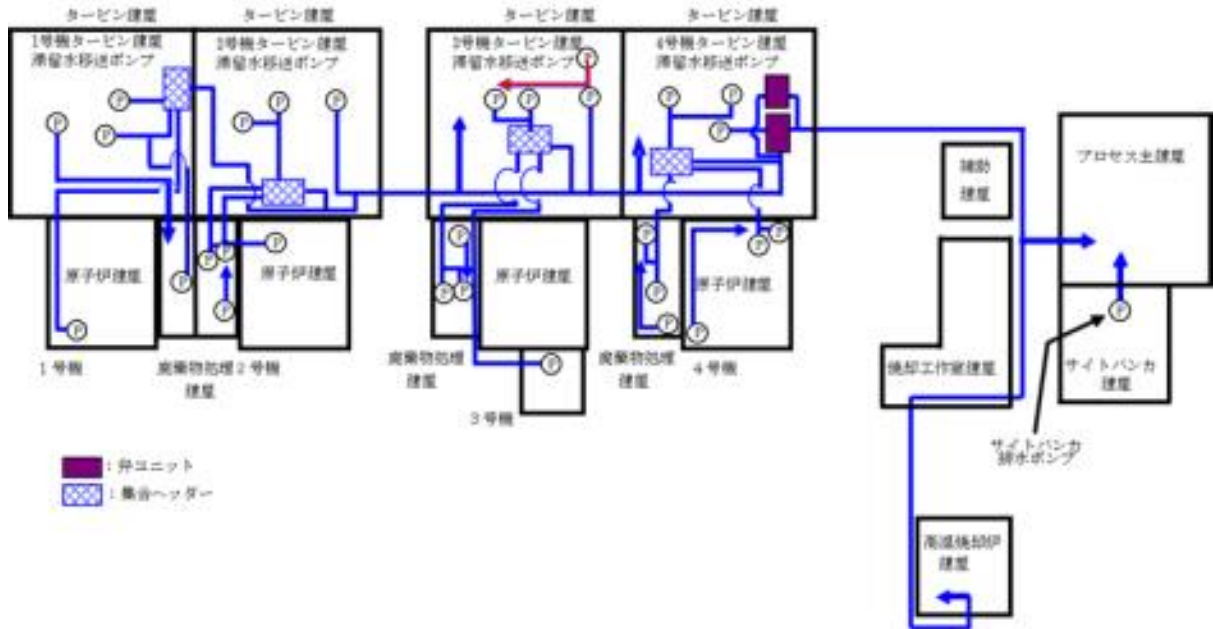 タービン建屋
タービン建屋
タービン建屋
タービン建屋
1号機タービン建屋
滞留水移送ポンプ
2号機タービン建屋
滞留水移送ポンプ
3号機タービン建屋
滞留水移送ポンプ
4号機タービン建屋
滞留水移送ポンプ
P
P
P
P
P
P
P
P
P
P
P
P
P
P
補助
建屋
プロセス主建屋
原子炉建屋
P
P
P
P
P
P
原子炉建屋
P
P
P
P
原子炉建屋
P
P
P
P
P
P
原子炉建屋
1号機
廃棄物処理
建屋
2号機
廃棄物処理
建屋
P
3号機
廃棄物処理
建屋
4号機
焼却工作室建屋
P
サイトバンカ
建屋
サイトバンカ
排水ポンプ
:弁ユニット
:集合ヘッダー
高温焼却炉
建屋